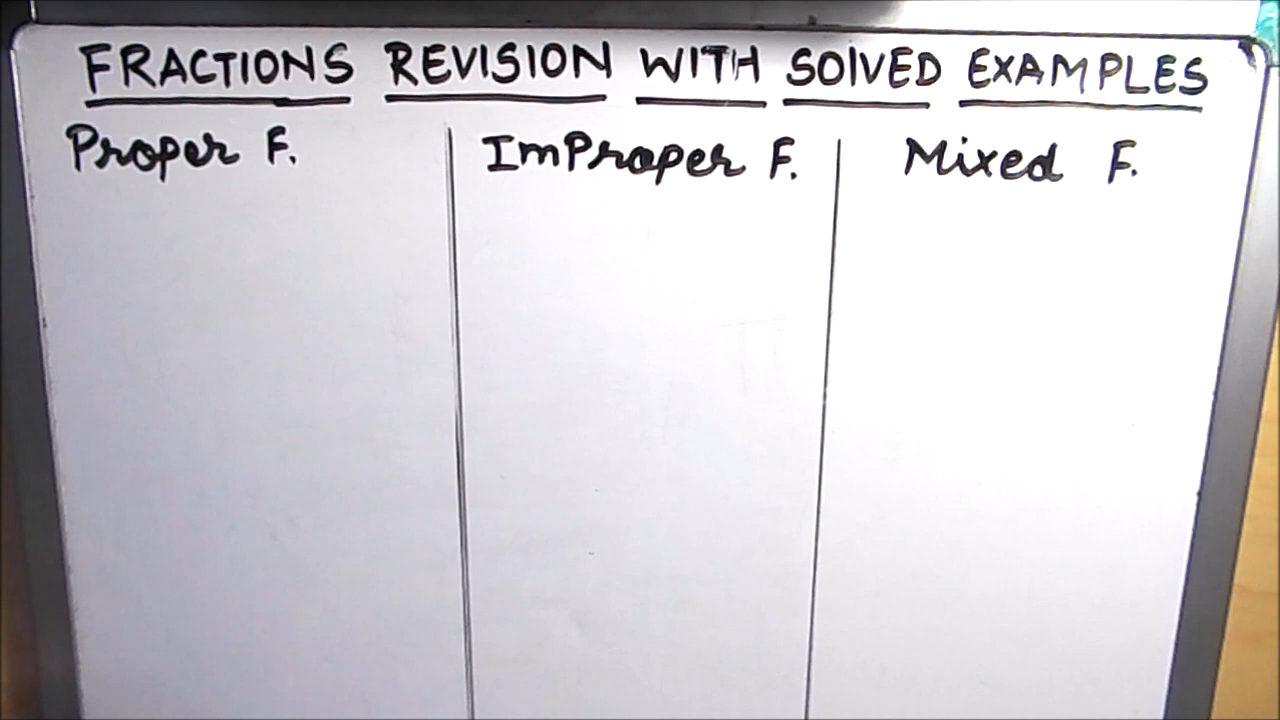 FRACTIONS REVISION WITH SOLVED EXAMPLES
Proper F.
ImProper F.
Mixed F.